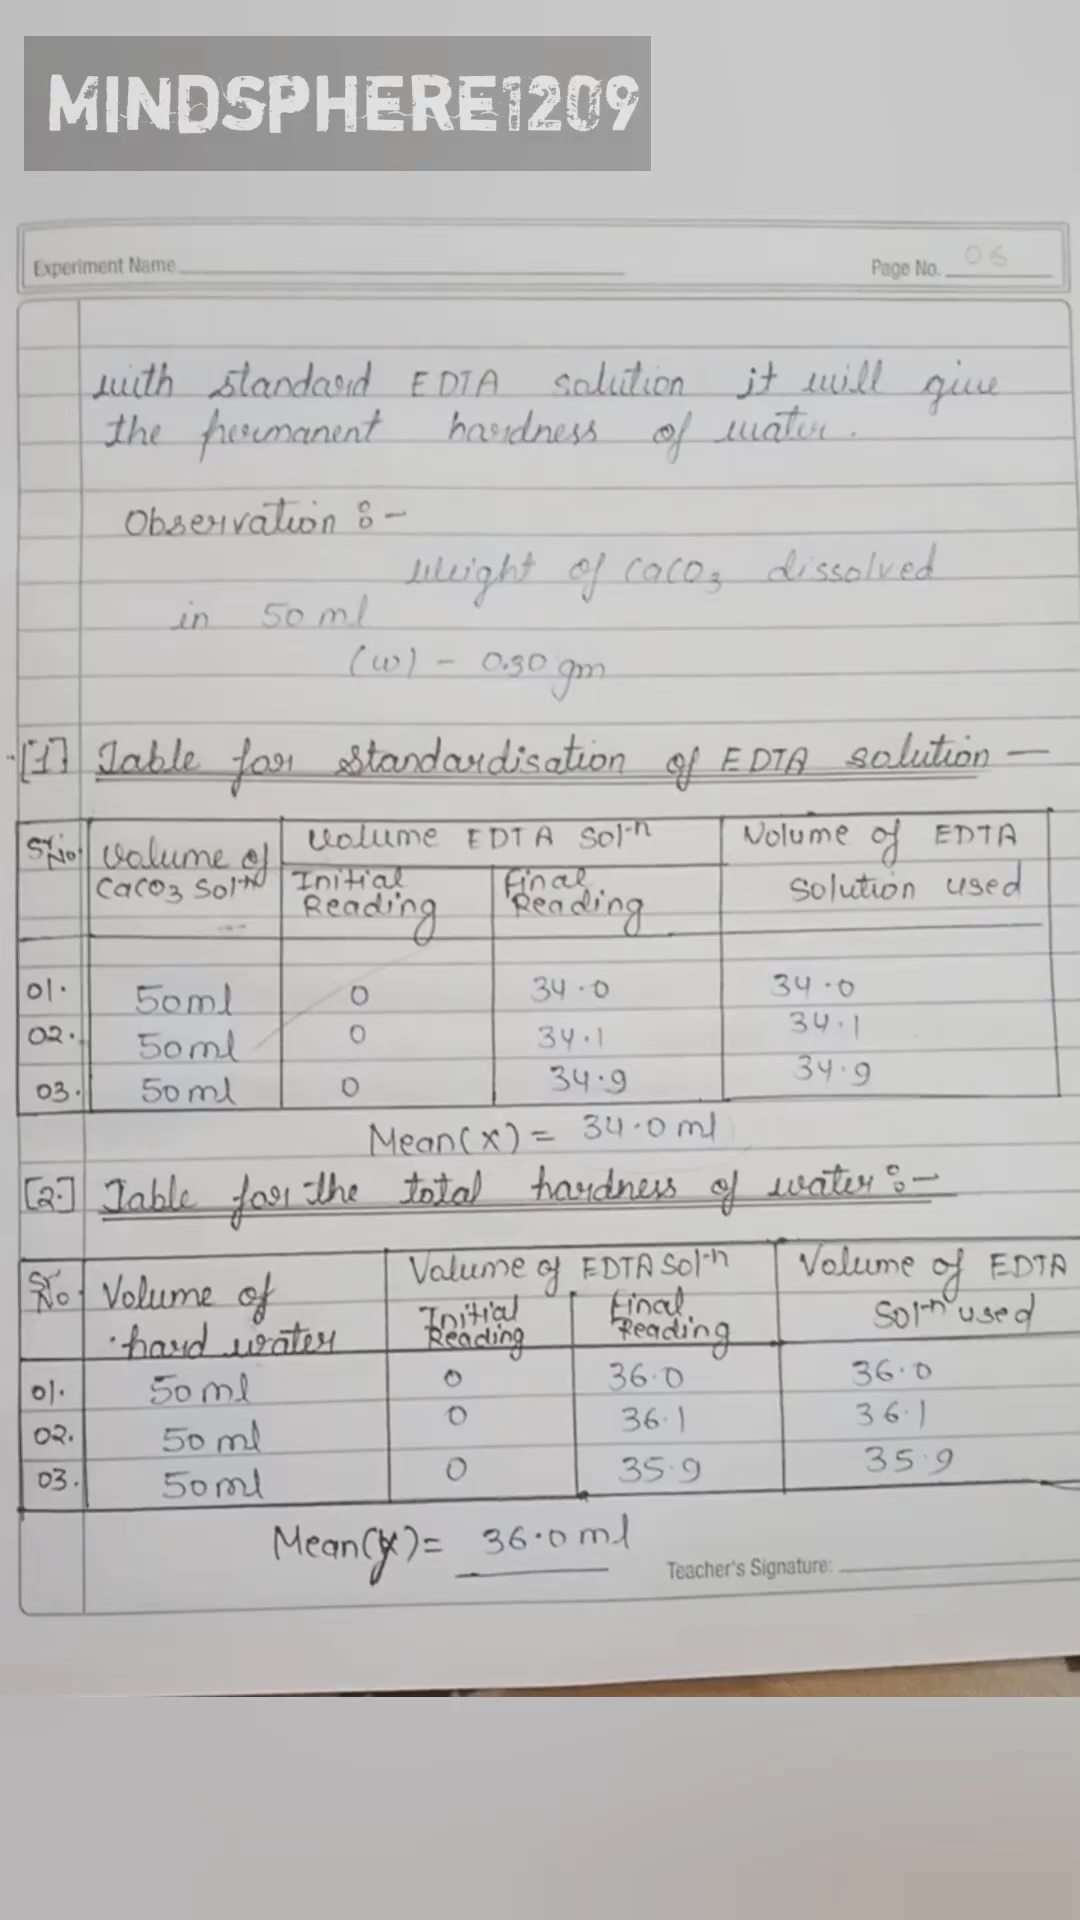 MINDSPHERE1209
Experiment Name
Page No. 06
with standard EDTA solution it will give
the permanent hardness of water.
Observation :-
Weight of CaCO3 dissolved
in 50 ml
(w) - 0.30 gm
[1] Table for standardisation of EDTA solution —
Sr No
Volume of CaCO3 Sol-n
Volume EDTA Sol-n
Volume of EDTA solution used
Initial Reading
Final Reading
01. 50ml 0 34.0 34.0
02. 50ml 0 34.1 34.1
03. 50ml 0 34.9 34.9
Mean(x) = 34.0 ml
[2.] Table for the total hardness of water :-
Sr No
Volume of hard water
Volume of EDTA Sol-n
Volume of EDTA Sol-n used
Initial Reading
Final Reading
01. 50 ml 0 36.0 36.0
02. 50 ml 0 36.1 36.1
03. 50 ml 0 35.9 35.9
Mean(y) = 36.0 ml
Teacher's Signature: